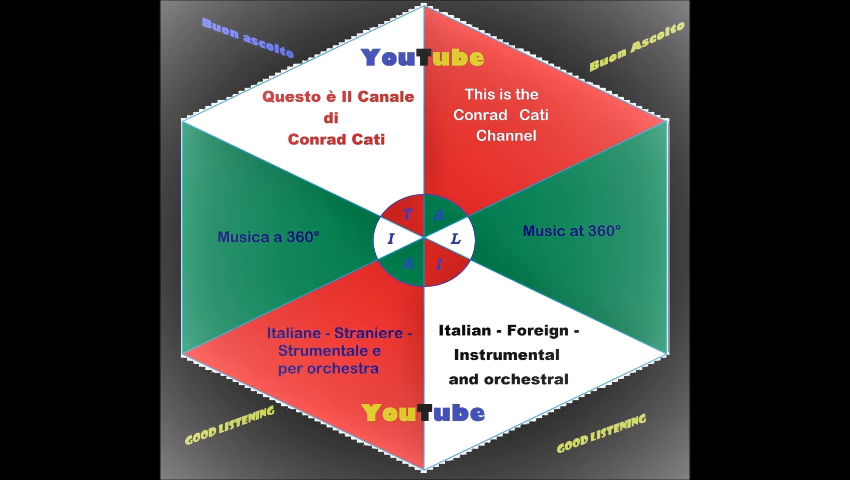 Buon ascolto
Buon Ascolto
YouTube
Questo è Il Canale
di
Conrad Cati
This is the
Conrad Cati
Channel
T A
I L
A I
Musica a 360°
Music at 360°
Italiane - Straniere -
Strumentale e
per orchestra
Italian - Foreign -
Instrumental
and orchestral
YouTube
GOOD LISTENING
GOOD LISTENING